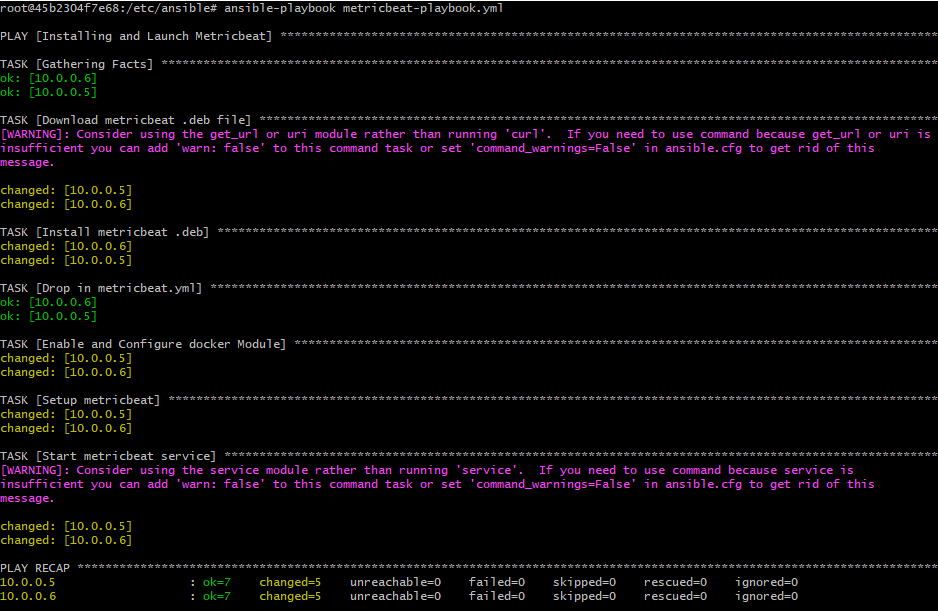 root@45b2304f7e68:/etc/ansible# ansible-playbook metricbeat-playbook.yml
PLAY [Installing and Launch Metricbeat] **********************************************************************************************
TASK [Gathering Facts] ***************************************************************************************************************
ok: [10.0.0.6]
ok: [10.0.0.5]
TASK [Download metricbeat .deb file] *************************************************************************************************
[WARNING]: Consider using the get_url or uri module rather than running 'curl'.  If you need to use command because get_url or uri is
insufficient you can add 'warn: false' to this command task or set 'command_warnings=False' in ansible.cfg to get rid of this
message.
changed: [10.0.0.5]
changed: [10.0.0.6]
TASK [Install metricbeat .deb] *******************************************************************************************************
changed: [10.0.0.6]
changed: [10.0.0.5]
TASK [Drop in metricbeat.yml] ********************************************************************************************************
ok: [10.0.0.6]
ok: [10.0.0.5]
TASK [Enable and Configure docker Module] ********************************************************************************************
changed: [10.0.0.5]
changed: [10.0.0.6]
TASK [Setup metricbeat] **************************************************************************************************************
changed: [10.0.0.5]
changed: [10.0.0.6]
TASK [Start metricbeat service] ******************************************************************************************************
[WARNING]: Consider using the service module rather than running 'service'.  If you need to use command because service is
insufficient you can add 'warn: false' to this command task or set 'command_warnings=False' in ansible.cfg to get rid of this
message.
changed: [10.0.0.5]
changed: [10.0.0.6]
PLAY RECAP ***************************************************************************************************************************
10.0.0.5                   : ok=7    changed=5    unreachable=0    failed=0    skipped=0    rescued=0    ignored=0
10.0.0.6                   : ok=7    changed=5    unreachable=0    failed=0    skipped=0    rescued=0    ignored=0